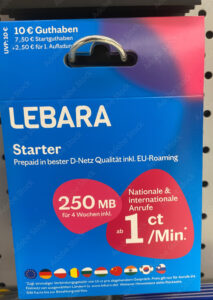 UVP: 10 €
10 € Guthaben
7,50 € Startguthaben
+2,50 € für 1. Aufladung
LEBARA
Starter
Prepaid in bester D-Netz Qualität inkl. EU-Roaming
250 MB
für 4 Wochen inkl.
Nationale &
internationale
Anrufe
ab 1 ct
/Min.*